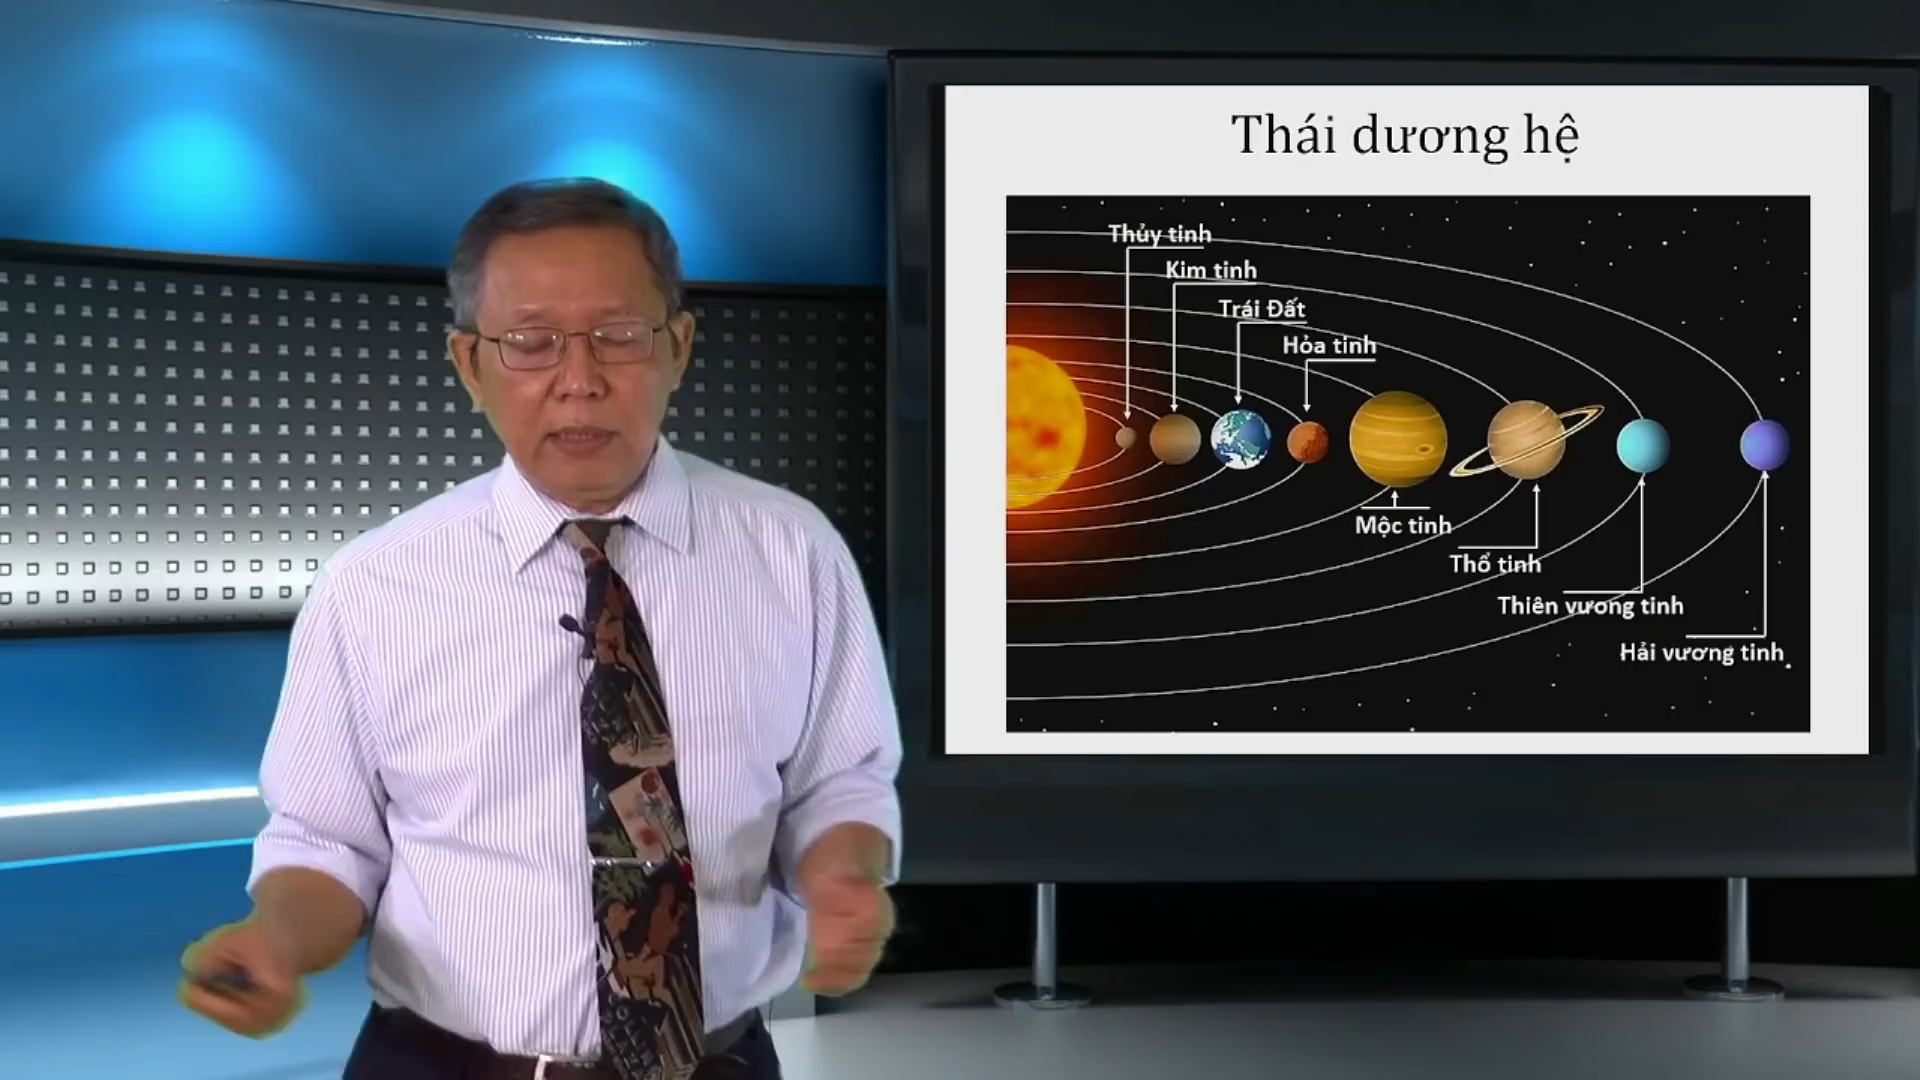 Thái dương hệ
Thủy tinh
Kim tinh
Trái Đất
Hỏa tinh
Mộc tinh
Thổ tinh
Thiên vương tinh
Hải vương tinh